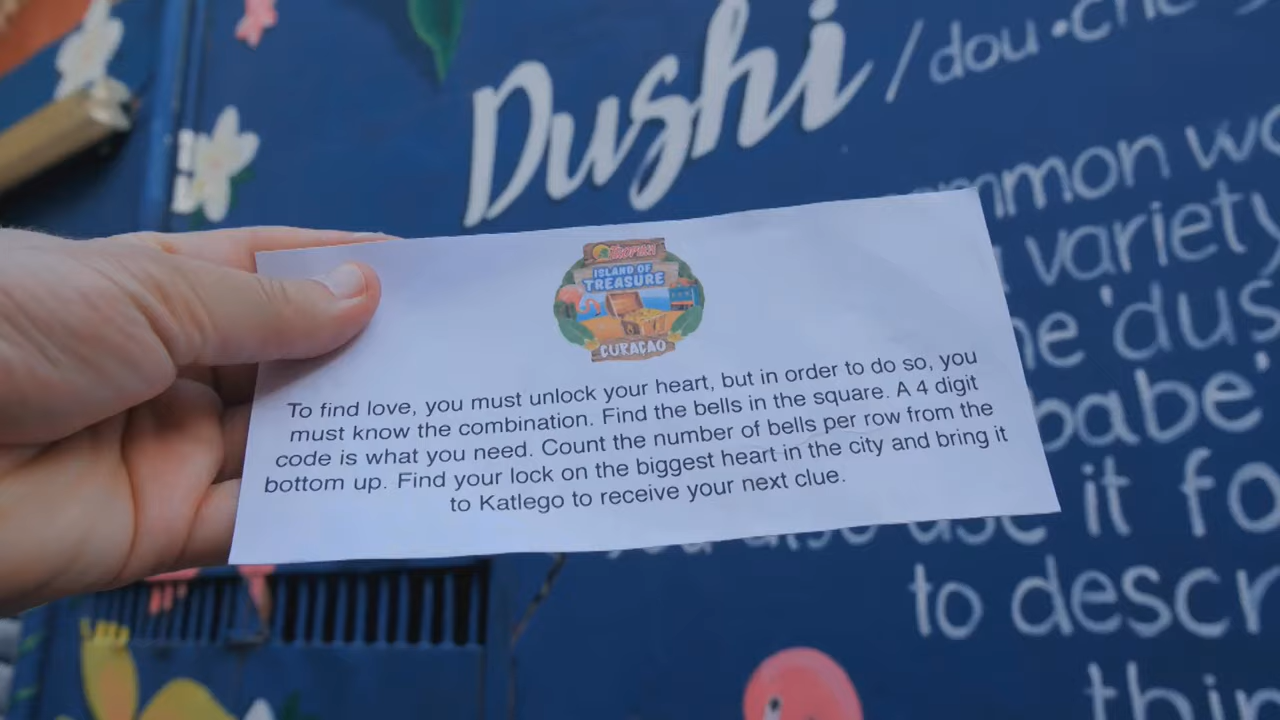 Dushi /dou•che
common
variety
'dus
babe'
it fo
to descr
thin
TROPIKA
ISLAND OF
TREASURE
CURAÇAO
To find love, you must unlock your heart, but in order to do so, you
must know the combination. Find the bells in the square. A 4 digit
code is what you need. Count the number of bells per row from the
bottom up. Find your lock on the biggest heart in the city and bring it
to Katlego to receive your next clue.